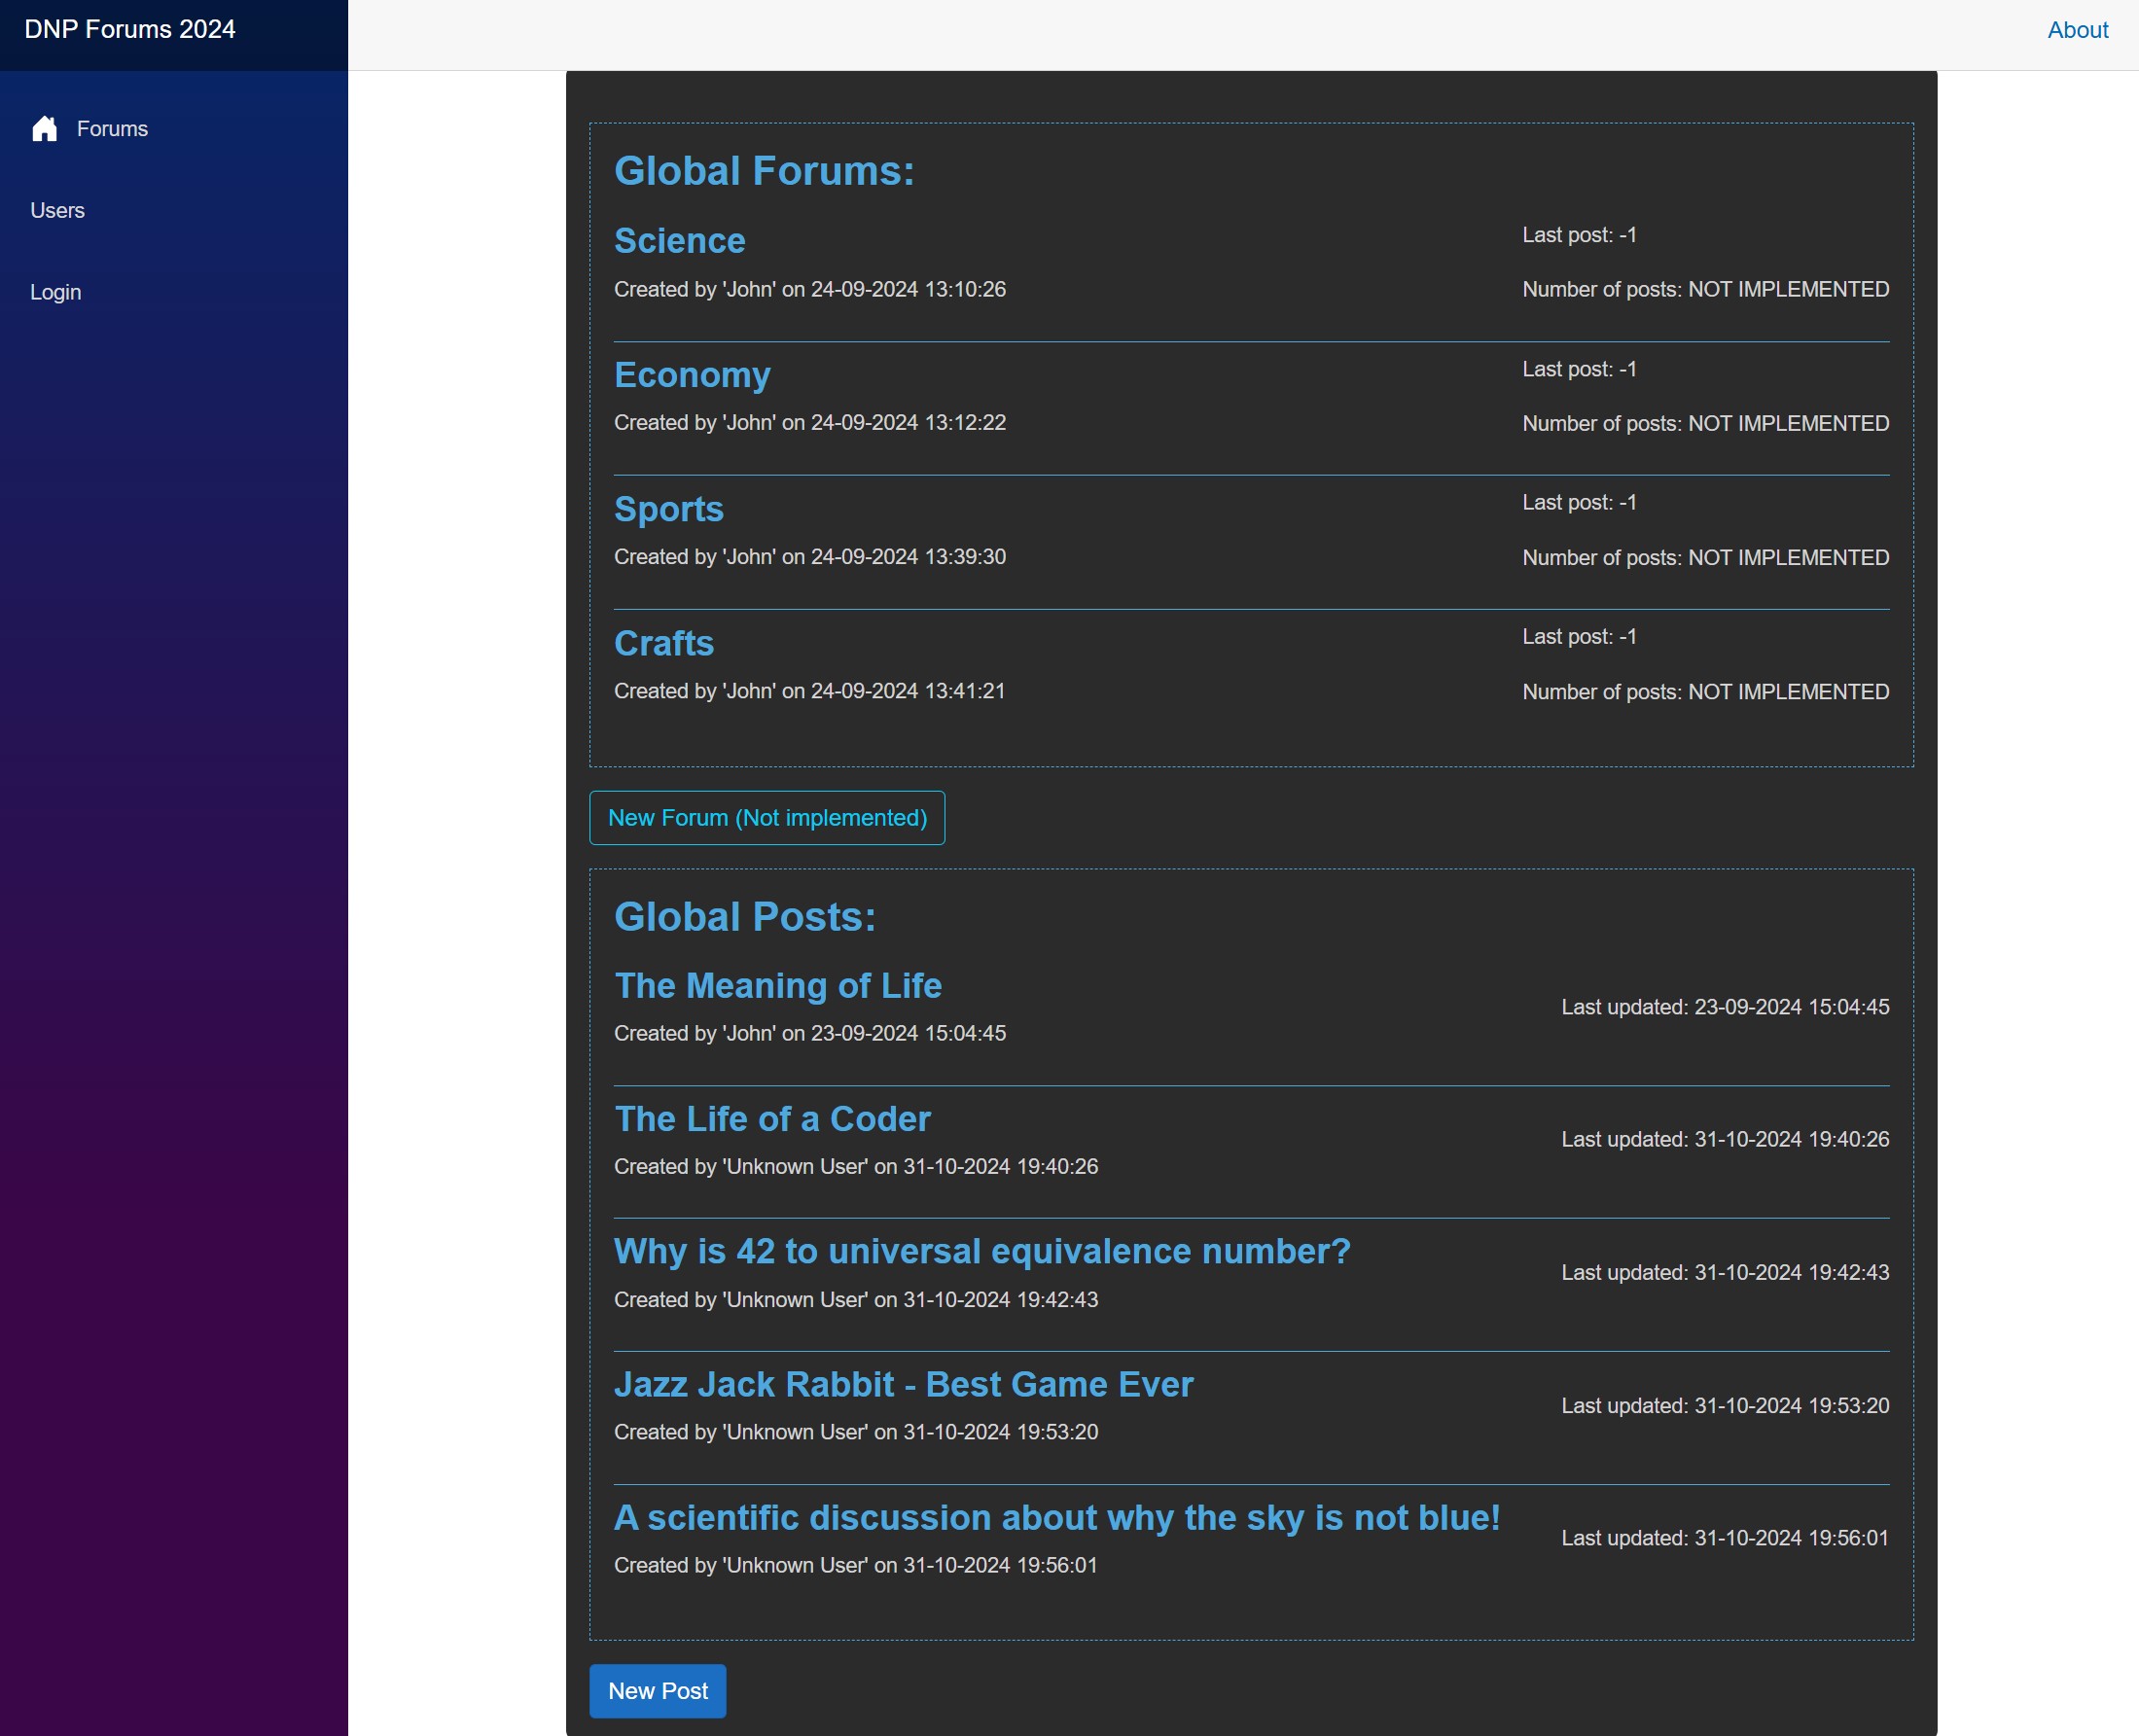 DNP Forums 2024
About
Forums
Users
Login
Global Forums:
Science
Last post: -1
Created by 'John' on 24-09-2024 13:10:26
Number of posts: NOT IMPLEMENTED
Economy
Last post: -1
Created by 'John' on 24-09-2024 13:12:22
Number of posts: NOT IMPLEMENTED
Sports
Last post: -1
Created by 'John' on 24-09-2024 13:39:30
Number of posts: NOT IMPLEMENTED
Crafts
Last post: -1
Created by 'John' on 24-09-2024 13:41:21
Number of posts: NOT IMPLEMENTED
New Forum (Not implemented)
Global Posts:
The Meaning of Life
Last updated: 23-09-2024 15:04:45
Created by 'John' on 23-09-2024 15:04:45
The Life of a Coder
Last updated: 31-10-2024 19:40:26
Created by 'Unknown User' on 31-10-2024 19:40:26
Why is 42 to universal equivalence number?
Last updated: 31-10-2024 19:42:43
Created by 'Unknown User' on 31-10-2024 19:42:43
Jazz Jack Rabbit - Best Game Ever
Last updated: 31-10-2024 19:53:20
Created by 'Unknown User' on 31-10-2024 19:53:20
A scientific discussion about why the sky is not blue!
Last updated: 31-10-2024 19:56:01
Created by 'Unknown User' on 31-10-2024 19:56:01
New Post